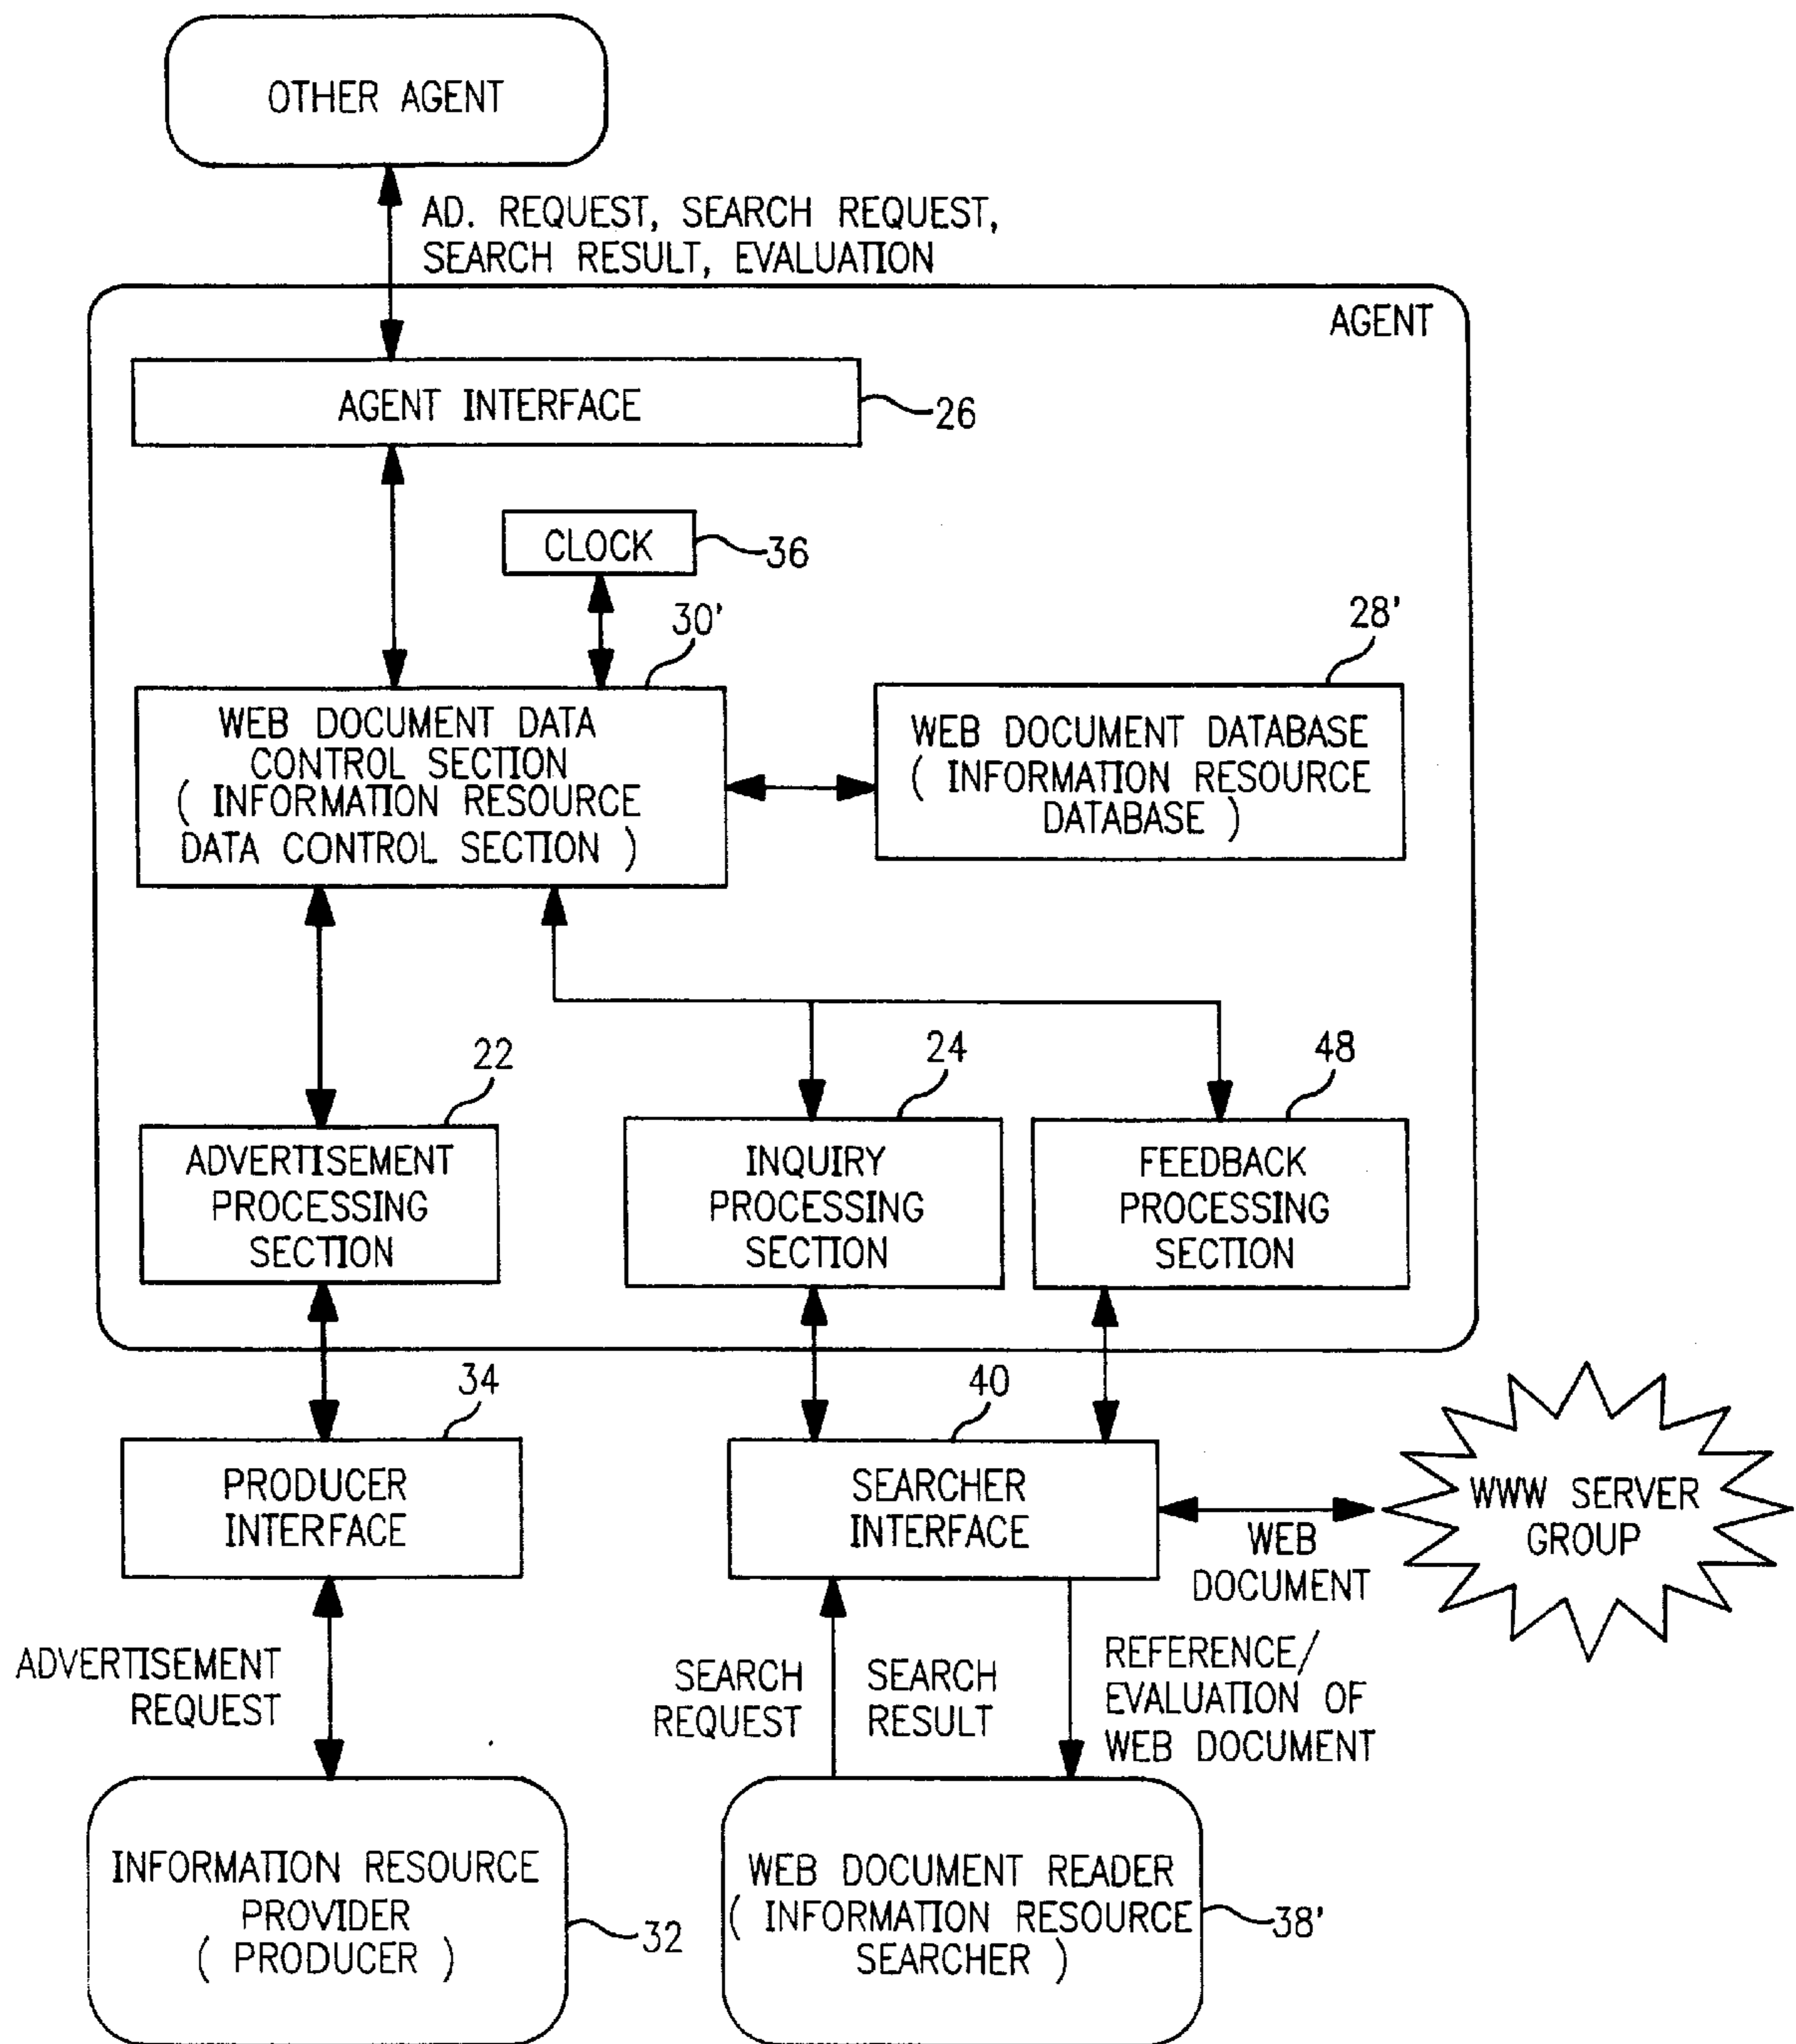 OTHER AGENT
AD. REQUEST, SEARCH REQUEST,
SEARCH RESULT, EVALUATION
AGENT
AGENT INTERFACE
26
CLOCK
36
30'
28'
WEB DOCUMENT DATA
CONTROL SECTION
( INFORMATION RESOURCE
DATA CONTROL SECTION )
WEB DOCUMENT DATABASE
( INFORMATION RESOURCE
DATABASE )
22
24
48
ADVERTISEMENT
PROCESSING
SECTION
INQUIRY
PROCESSING
SECTION
FEEDBACK
PROCESSING
SECTION
34
40
PRODUCER
INTERFACE
SEARCHER
INTERFACE
WWW SERVER
GROUP
WEB
DOCUMENT
ADVERTISEMENT
REQUEST
SEARCH
REQUEST
SEARCH
RESULT
REFERENCE/
EVALUATION OF
WEB DOCUMENT
INFORMATION RESOURCE
PROVIDER
( PRODUCER )
32
WEB DOCUMENT READER
( INFORMATION RESOURCE
SEARCHER )
38'